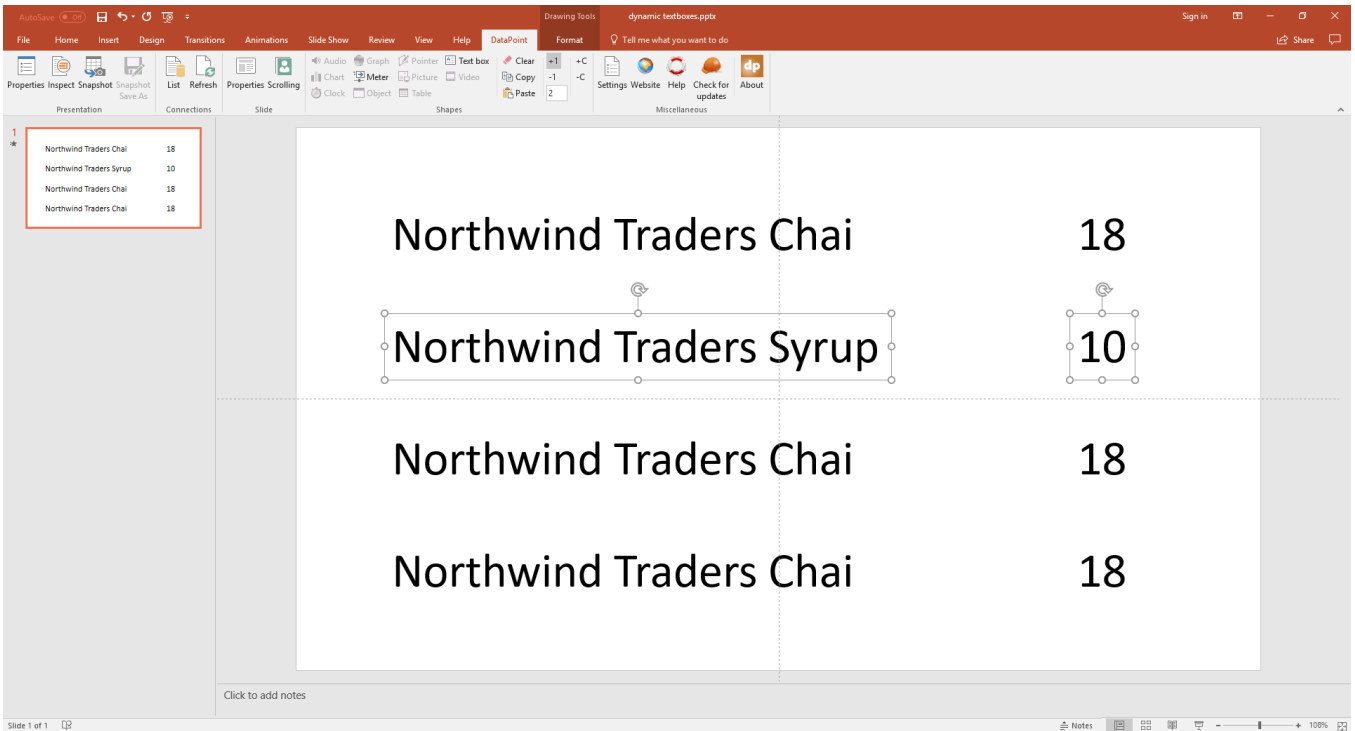 AutoSave Off Drawing Tools dynamic textboxes.pptx Sign in
File Home Insert Design Transitions Animations Slide Show Review View Help DataPoint Format Tell me what you want to do Share
Audio Graph Pointer Text box Clear +1 +C
Chart Meter Picture Video Copy -1 -C
Clock Object Table Paste 2
Properties Inspect Snapshot Snapshot Save As List Refresh Properties Scrolling Settings Website Help Check for updates dp About
Presentation Connections Slide Shapes Miscellaneous
1
Northwind Traders Chai 18
Northwind Traders Syrup 10
Northwind Traders Chai 18
Northwind Traders Chai 18
Northwind Traders Chai 18
Northwind Traders Syrup 10
Northwind Traders Chai 18
Northwind Traders Chai 18
Click to add notes
Slide 1 of 1 Notes 108%